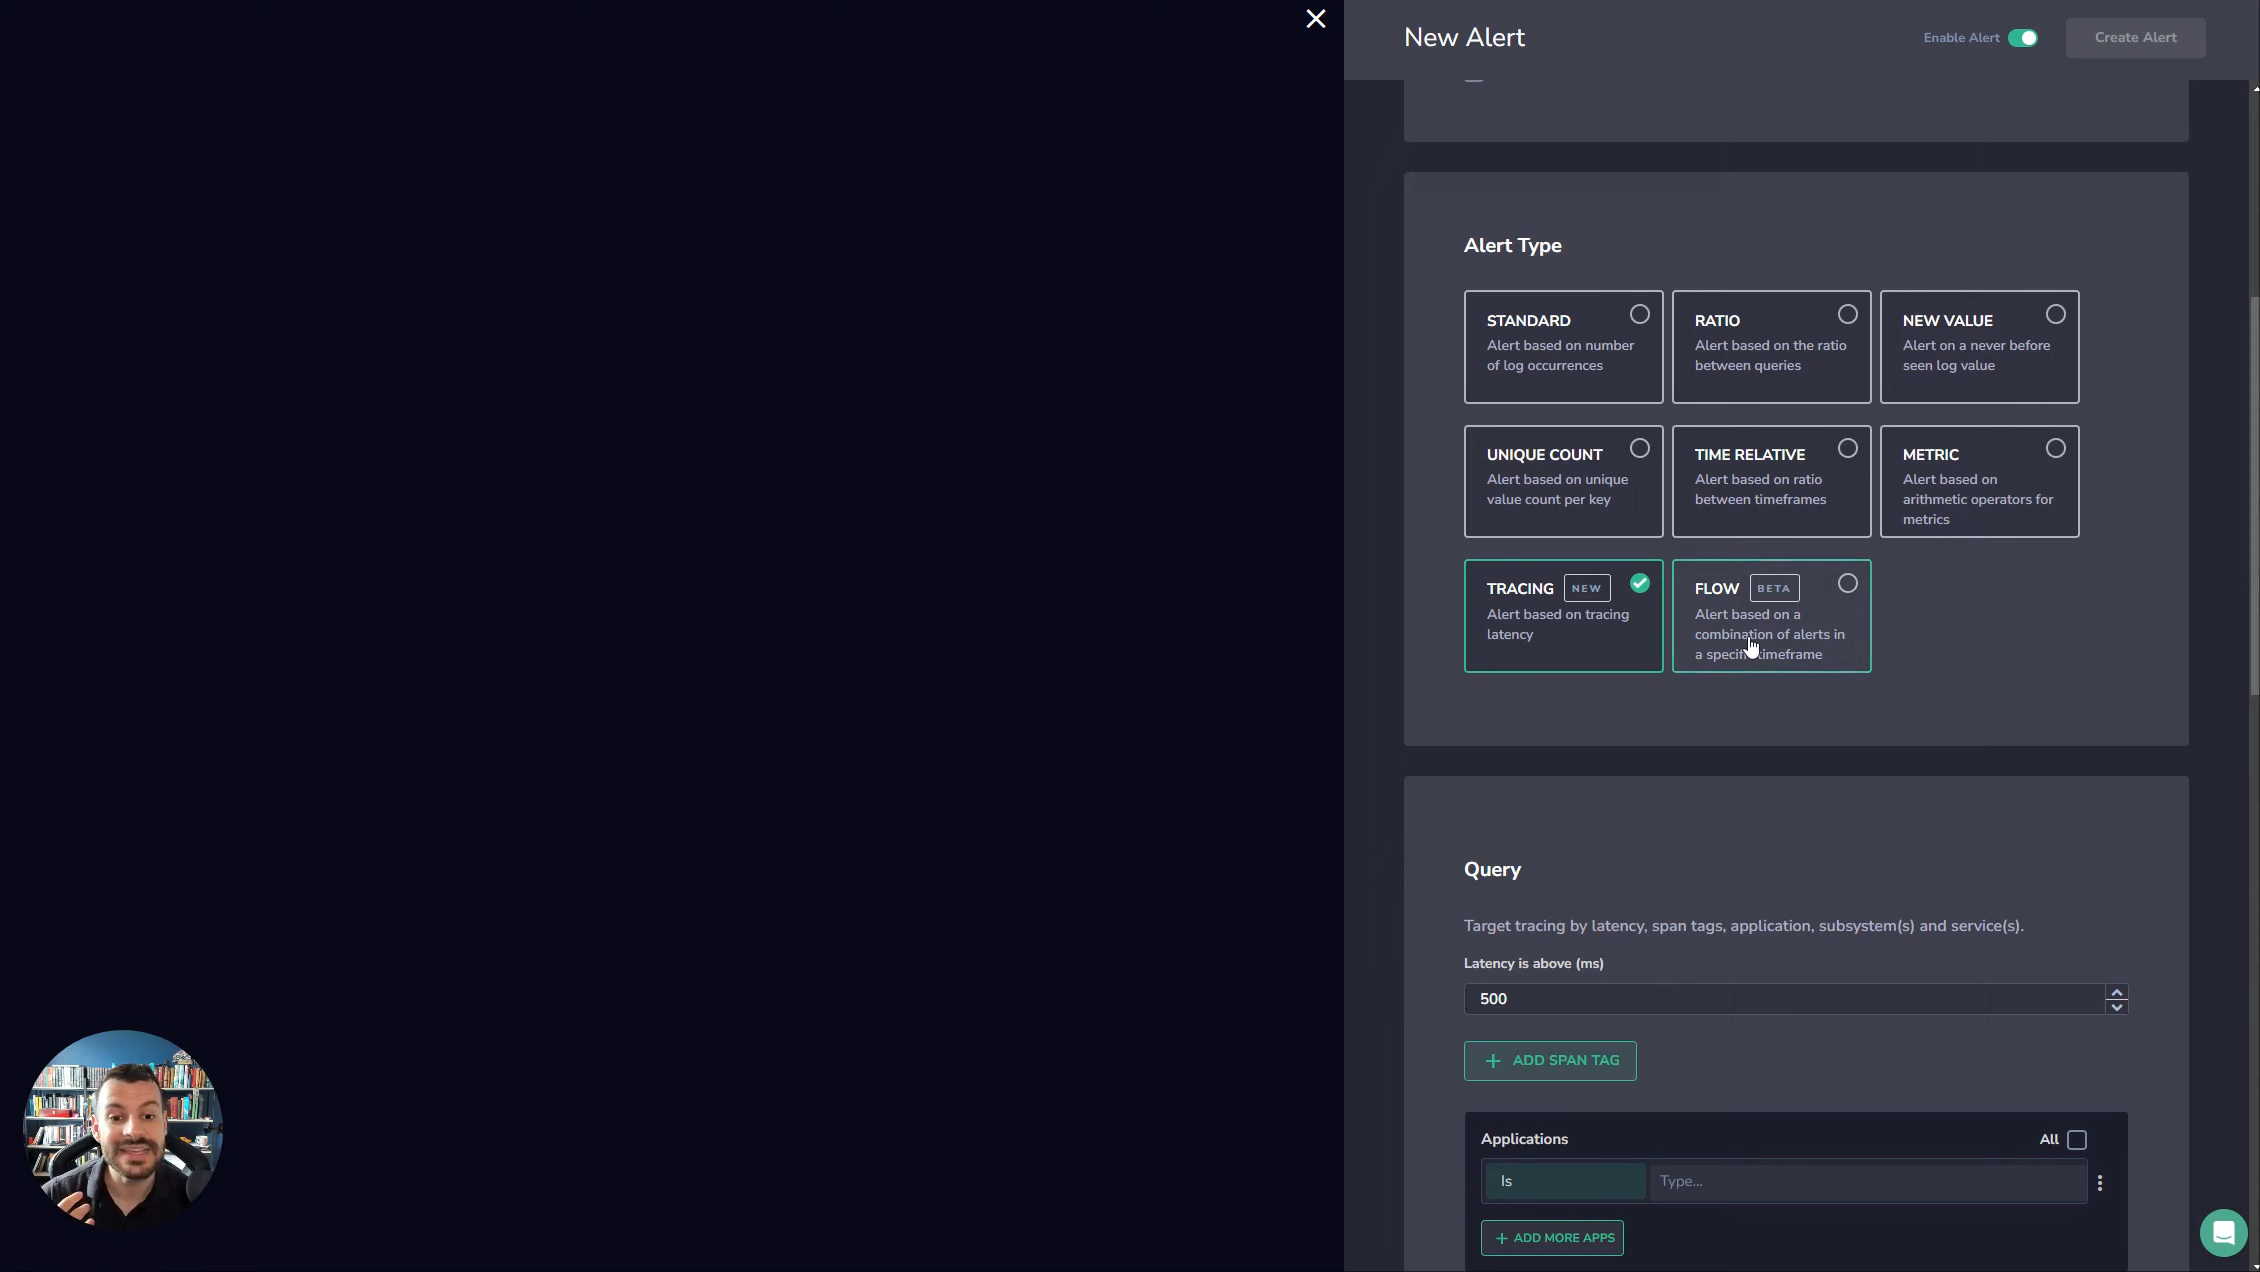 New Alert
Enable Alert
Create Alert
Alert Type
STANDARD
Alert based on number
of log occurrences
RATIO
Alert based on the ratio
between queries
NEW VALUE
Alert on a never before
seen log value
UNIQUE COUNT
Alert based on unique
value count per key
TIME RELATIVE
Alert based on ratio
between timeframes
METRIC
Alert based on
arithmetic operators for
metrics
TRACING NEW
Alert based on tracing
latency
FLOW BETA
Alert based on a
combination of alerts in
a specific timeframe
Query
Target tracing by latency, span tags, application, subsystem(s) and service(s).
Latency is above (ms)
500
ADD SPAN TAG
Applications
All
Is
Type...
ADD MORE APPS